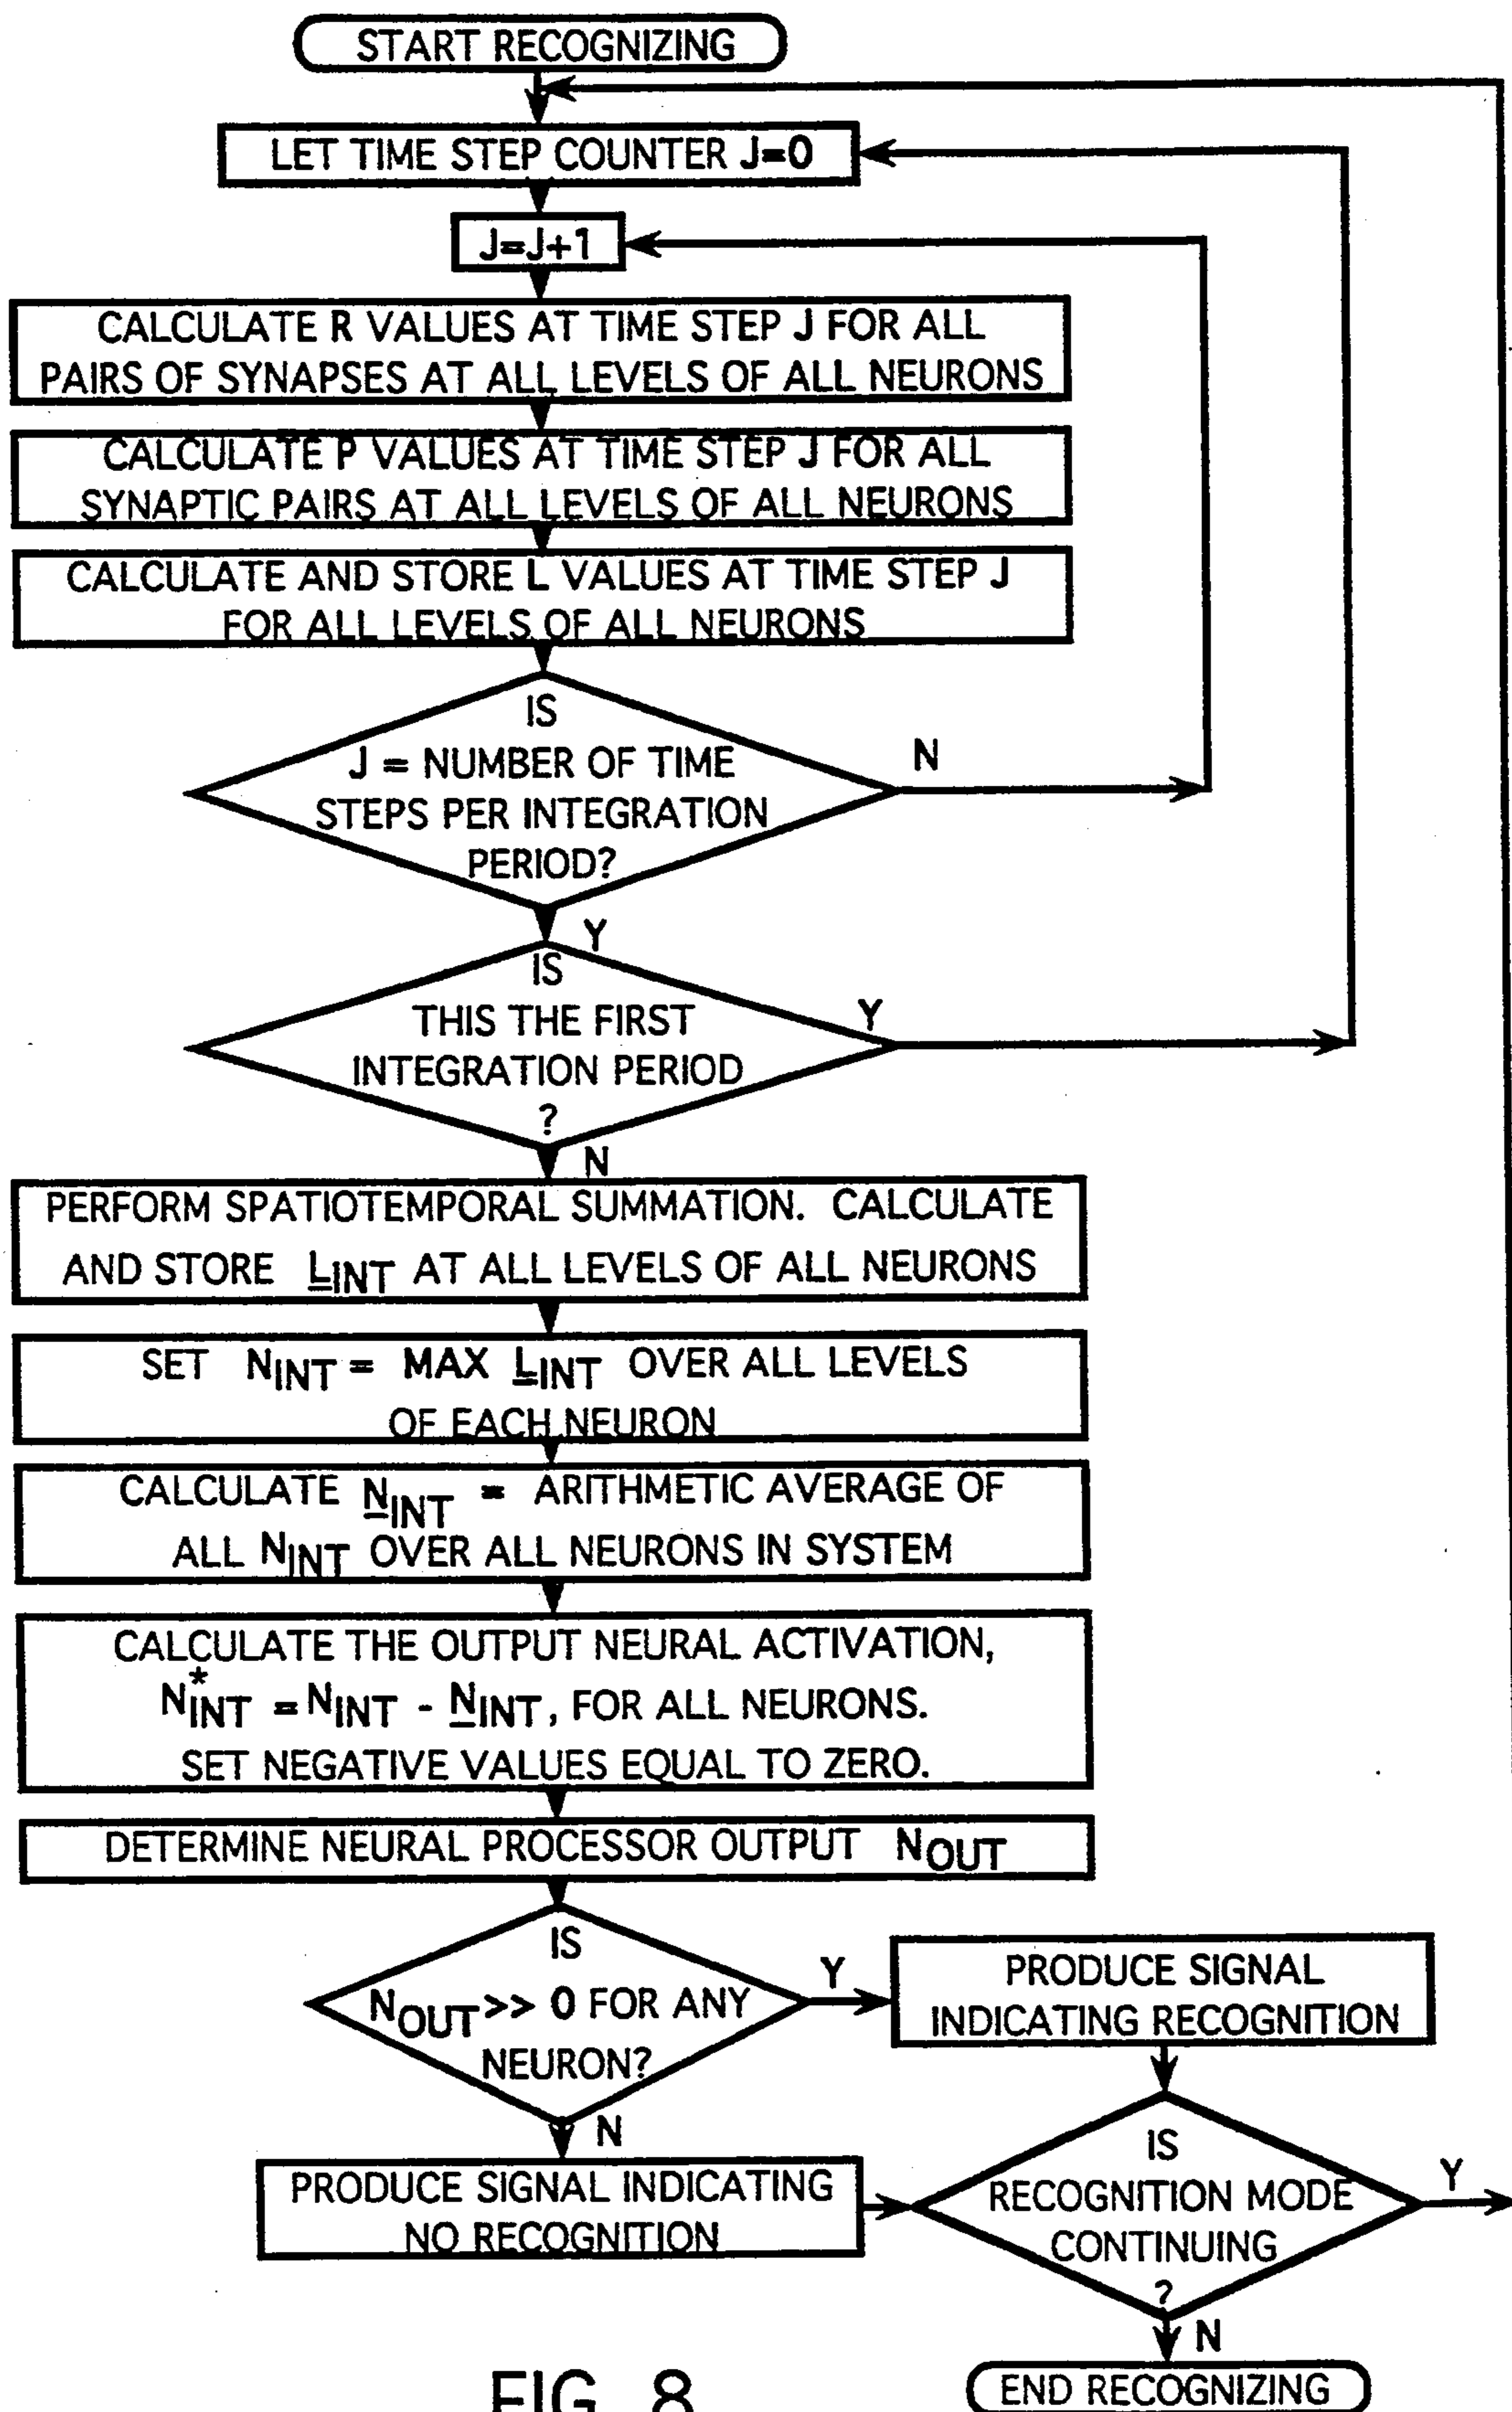 START RECOGNIZING
LET TIME STEP COUNTER J=0
J=J+1
CALCULATE R VALUES AT TIME STEP J FOR ALL
PAIRS OF SYNAPSES AT ALL LEVELS OF ALL NEURONS
CALCULATE P VALUES AT TIME STEP J FOR ALL
SYNAPTIC PAIRS AT ALL LEVELS OF ALL NEURONS
CALCULATE AND STORE L VALUES AT TIME STEP J
FOR ALL LEVELS OF ALL NEURONS
IS
J = NUMBER OF TIME
STEPS PER INTEGRATION
PERIOD?
N
Y
IS
THIS THE FIRST
INTEGRATION PERIOD
?
Y
N
PERFORM SPATIOTEMPORAL SUMMATION. CALCULATE
AND STORE LINT AT ALL LEVELS OF ALL NEURONS
SET NINT = MAX LINT OVER ALL LEVELS
OF EACH NEURON
CALCULATE NINT = ARITHMETIC AVERAGE OF
ALL NINT OVER ALL NEURONS IN SYSTEM
CALCULATE THE OUTPUT NEURAL ACTIVATION,
N*INT = NINT - NINT, FOR ALL NEURONS.
SET NEGATIVE VALUES EQUAL TO ZERO.
DETERMINE NEURAL PROCESSOR OUTPUT NOUT
IS
NOUT >> 0 FOR ANY
NEURON?
Y
N
PRODUCE SIGNAL
INDICATING RECOGNITION
PRODUCE SIGNAL INDICATING
NO RECOGNITION
IS
RECOGNITION MODE
CONTINUING
?
Y
N
END RECOGNIZING
FIG. 8